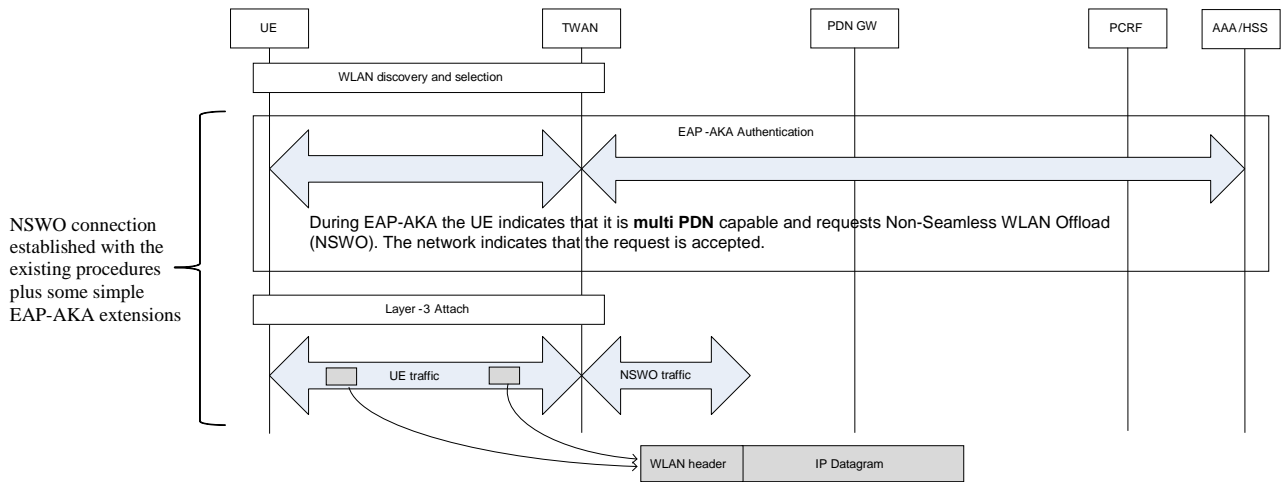 UE
TWAN
PDN GW
PCRF
AAA/HSS
WLAN discovery and selection
EAP-AKA Authentication
During EAP-AKA the UE indicates that it is multi PDN capable and requests Non-Seamless WLAN Offload
(NSWO). The network indicates that the request is accepted.
NSWO connection
established with the
existing procedures
plus some simple
EAP-AKA extensions
Layer-3 Attach
UE traffic
NSWO traffic
WLAN header
IP Datagram